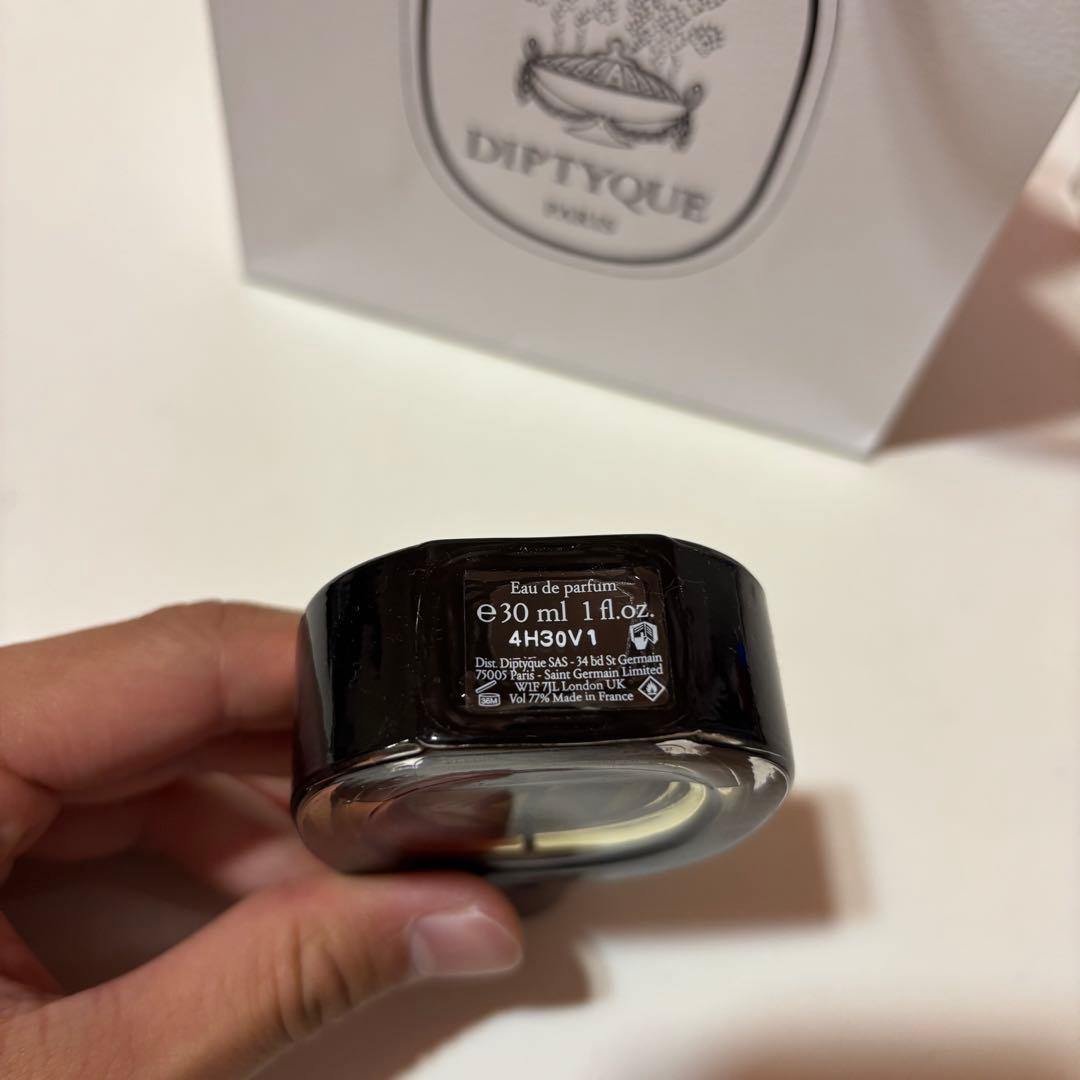 DIPTYQUE
PARIS
Eau de parfum
e30 ml 1 fl.oz.
4H30V1
Dist. Diptyque SAS - 34 bd St Germain
75005 Paris - Saint Germain Limited
W1F 7JL London UK
36M Vol 77% Made in France